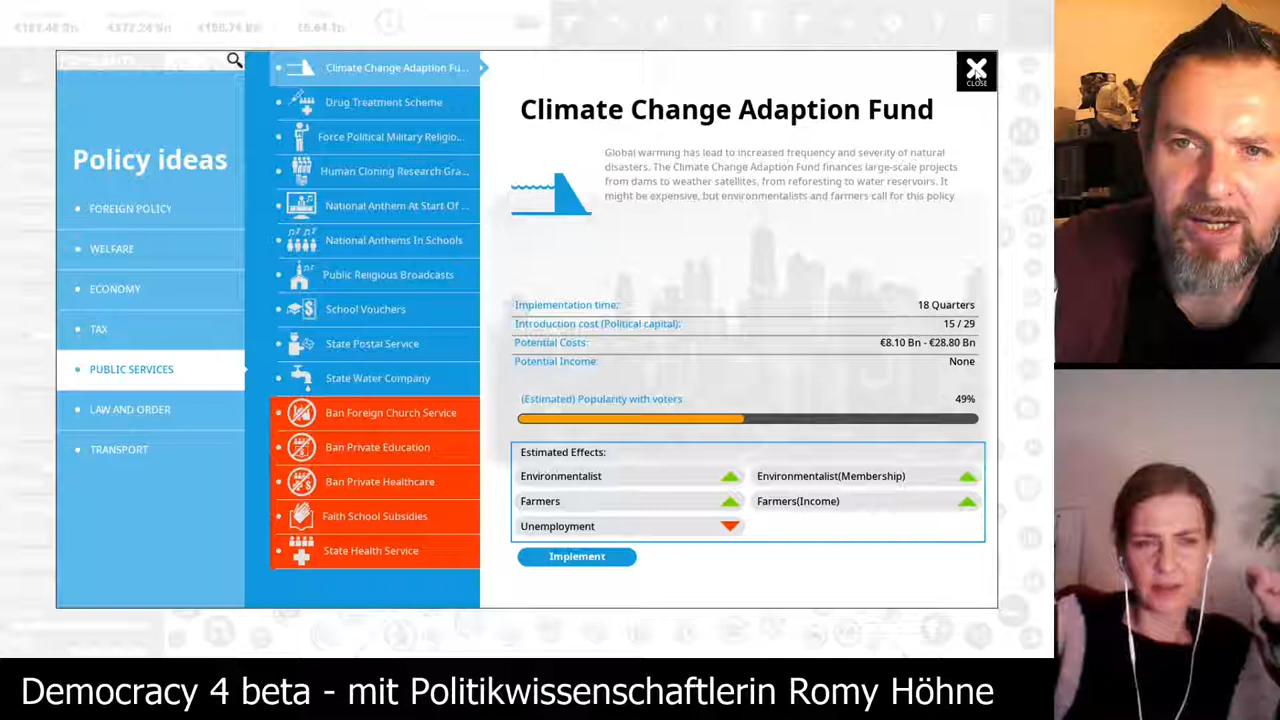 Policy ideas
FOREIGN POLICY
WELFARE
ECONOMY
TAX
PUBLIC SERVICES
LAW AND ORDER
TRANSPORT
Climate Change Adaption Fu...
Drug Treatment Scheme
Force Political Military Religio...
Human Cloning Research Gra...
National Anthem At Start Of ...
National Anthems In Schools
Public Religious Broadcasts
School Vouchers
State Postal Service
State Water Company
Ban Foreign Church Service
Ban Private Education
Ban Private Healthcare
Faith School Subsidies
State Health Service
CLOSE
Climate Change Adaption Fund
Global warming has lead to increased frequency and severity of natural
disasters. The Climate Change Adaption Fund finances large-scale projects
from dams to weather satellites, from reforesting to water reservoirs. It
might be expensive, but environmentalists and farmers call for this policy
Implementation time: 18 Quarters
Introduction cost (Political capital): 15 / 29
Potential Costs: €8.10 Bn - €28.80 Bn
Potential Income: None
(Estimated) Popularity with voters 49%
Estimated Effects:
Environmentalist Environmentalist(Membership)
Farmers Farmers(Income)
Unemployment
Implement
Democracy 4 beta - mit Politikwissenschaftlerin Romy Höhne